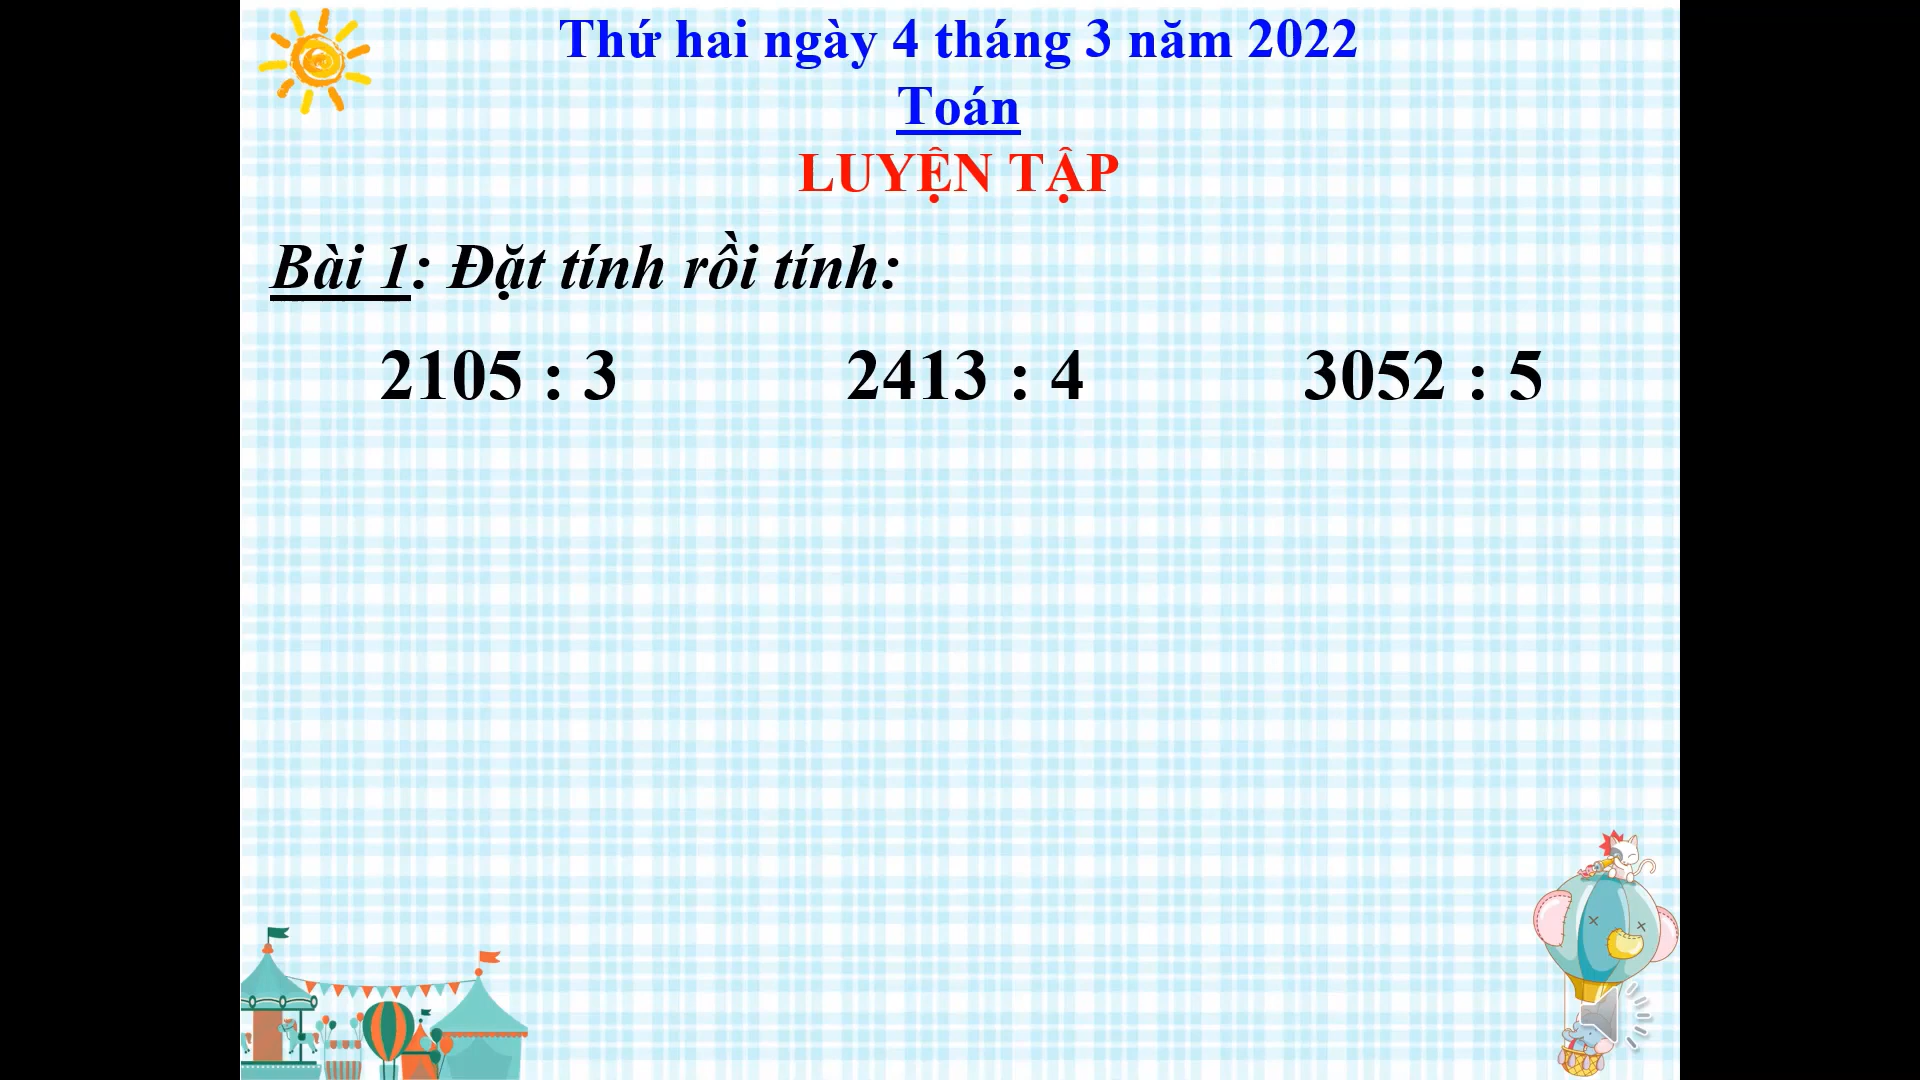 Thứ hai ngày 4 tháng 3 năm 2022
Toán
LUYỆN TẬP
Bài 1: Đặt tính rồi tính:
2105 : 3 2413 : 4 3052 : 5